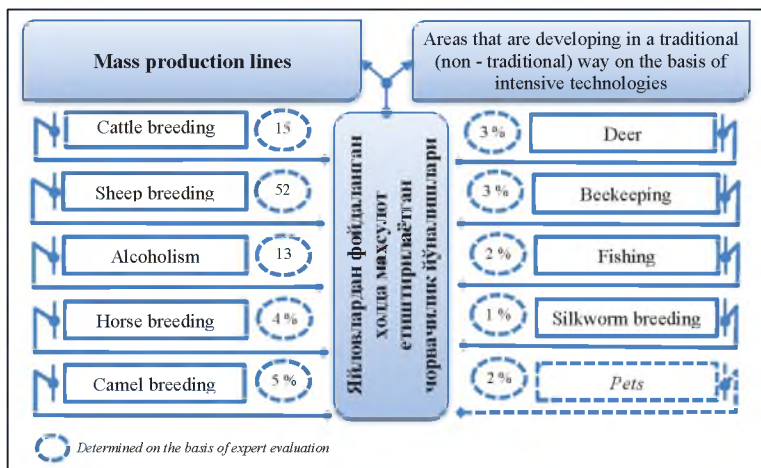 Mass production lines
Areas that are developing in a traditional
(non - traditional) way on the basis of
intensive technologies
Cattle breeding 15
Sheep breeding 52
Alcoholism 13
Horse breeding 4 %
Camel breeding 5 %
Яйловлардан фойдаланган
холда махсулот
етиштирилаётган
чорвачилик йўналишлари
3 % Deer
3 % Beekeeping
2 % Fishing
1 % Silkworm breeding
2 % Pets
Determined on the basis of expert evaluation